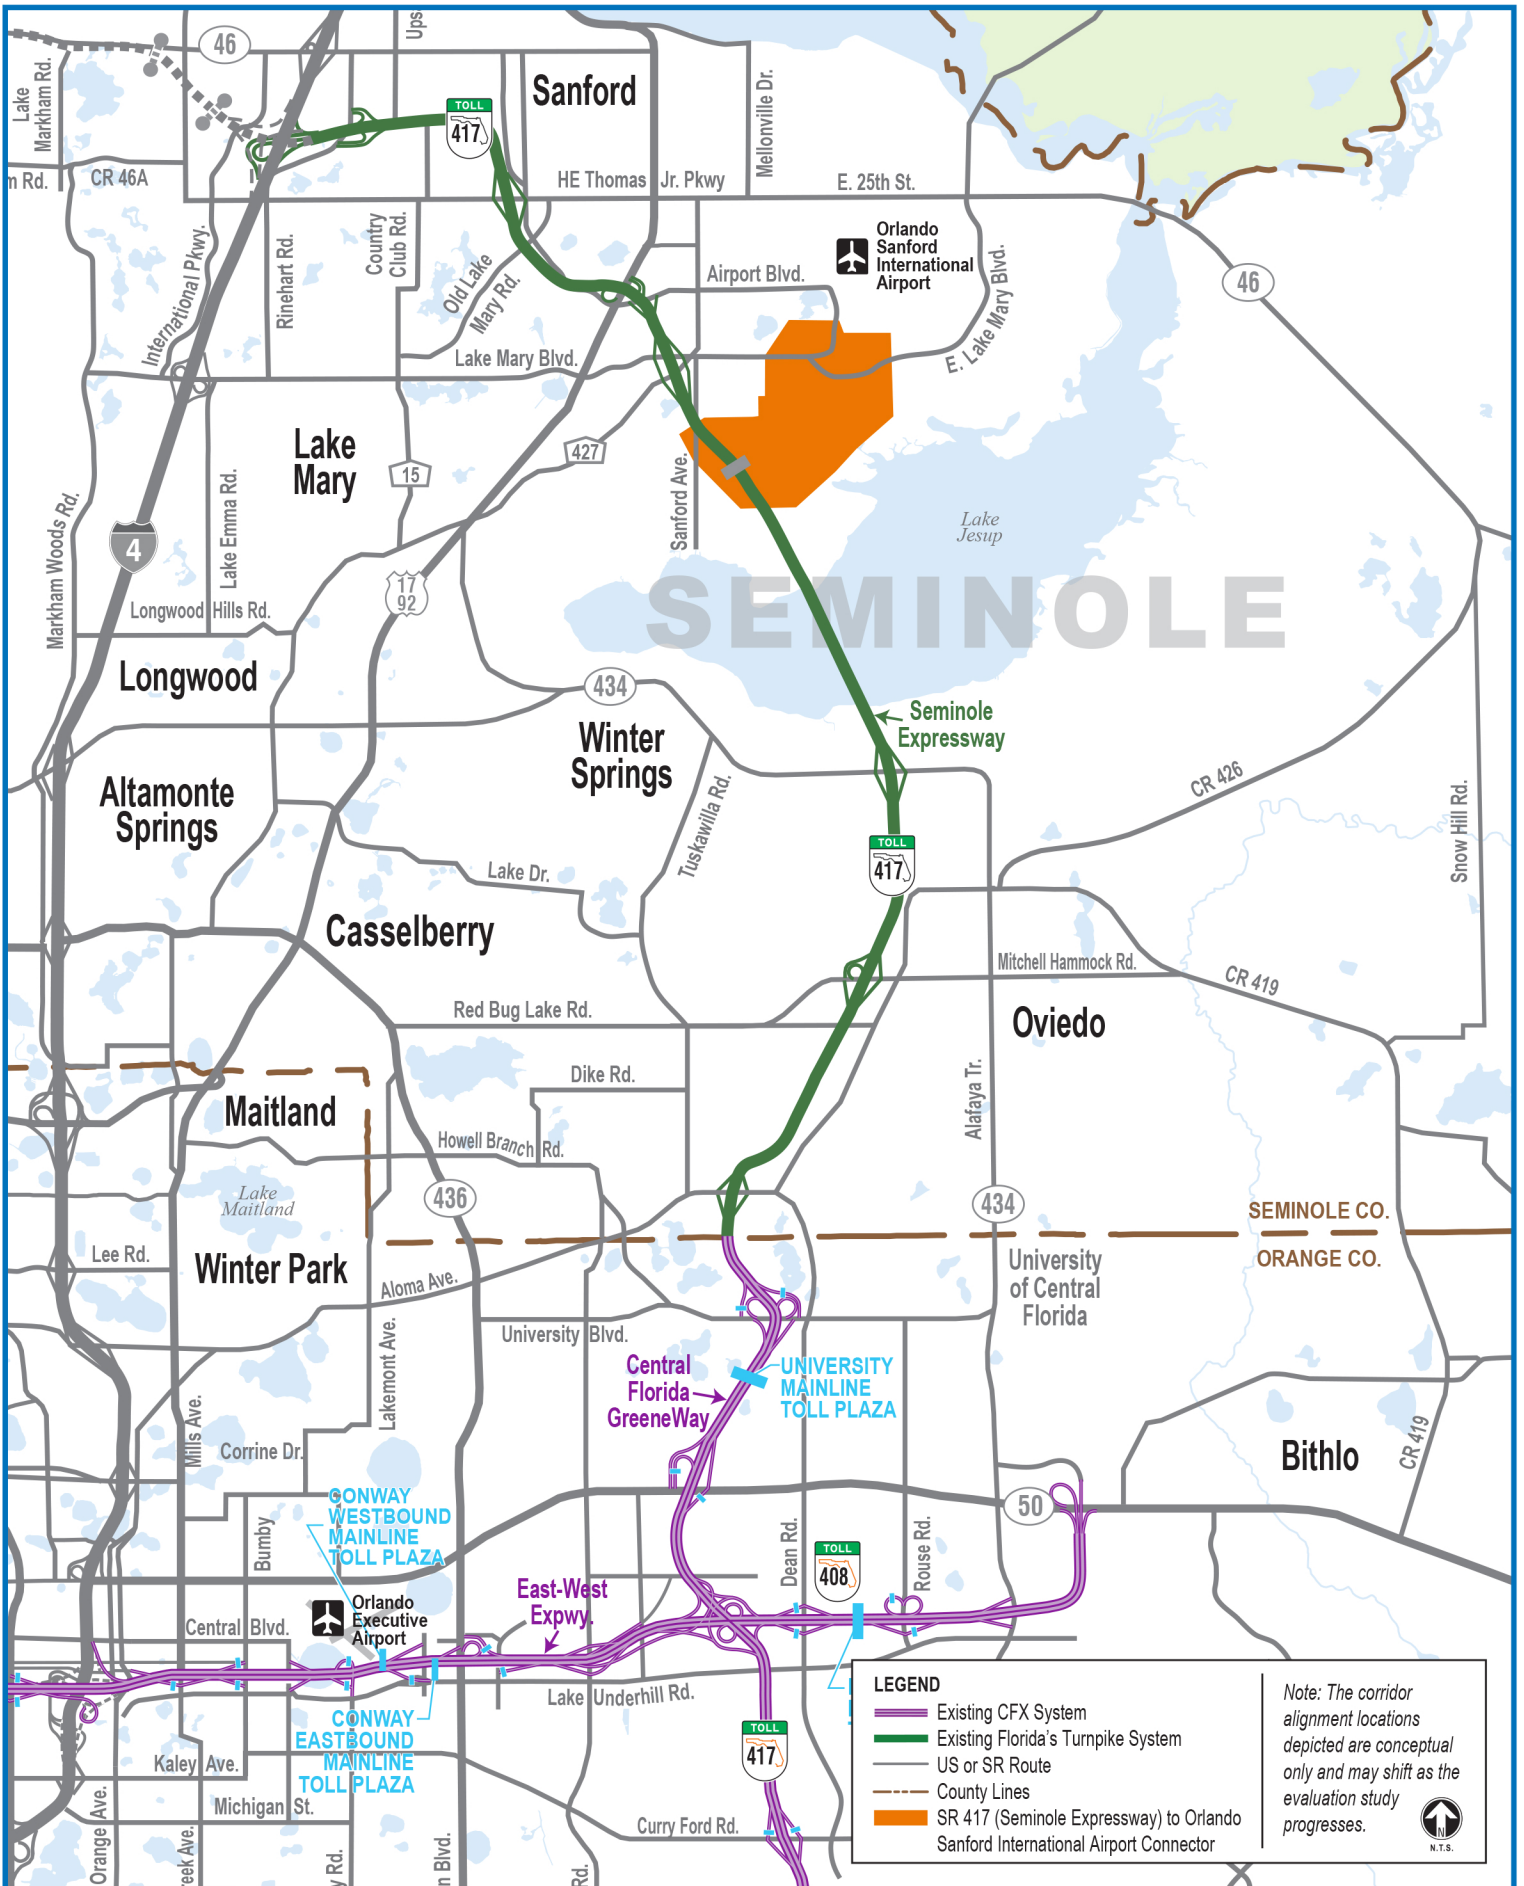 46
Ups
Lake
Markham Rd.
Sanford
TOLL
417
Mellonville Dr.
m Rd.
CR 46A
HE Thomas Jr. Pkwy
E. 25th St.
Country
Club Rd.
International Pkwy.
Rinehart Rd.
Old Lake
Mary Rd.
Orlando
Sanford
International
Airport
Airport Blvd.
46
E. Lake Mary Blvd.
Lake Mary Blvd.
Lake
Mary
427
15
Sanford Ave.
Lake Emma Rd.
Markham Woods Rd.
4
Lake
Jesup
17
92
SEMINOLE
Longwood Hills Rd.
Longwood
434
Seminole
Expressway
Winter
Springs
Altamonte
Springs
Tuskawilla Rd.
CR 426
Snow Hill Rd.
TOLL
417
Lake Dr.
Casselberry
Mitchell Hammock Rd.
CR 419
Red Bug Lake Rd.
Oviedo
Dike Rd.
Alafaya Tr.
Maitland
Howell Branch Rd.
Lake
Maitland
436
434
SEMINOLE CO.
ORANGE CO.
Lee Rd.
Winter Park
Aloma Ave.
University
of Central
Florida
University Blvd.
Lakemont Ave.
Central
Florida
GreeneWay
UNIVERSITY
MAINLINE
TOLL PLAZA
Mills Ave.
Corrine Dr.
Bithlo
CR 419
CONWAY
WESTBOUND
MAINLINE
TOLL PLAZA
50
Bumby
Dean Rd.
TOLL
408
Rouse Rd.
East-West
Expwy.
Orlando
Executive
Airport
Central Blvd.
Lake Underhill Rd.
CONWAY
EASTBOUND
MAINLINE
TOLL PLAZA
TOLL
417
Kaley Ave.
Michigan St.
Orange Ave.
eek Ave.
y Rd.
n Blvd.
Rd.
Curry Ford Rd.
LEGEND
Existing CFX System
Existing Florida's Turnpike System
US or SR Route
County Lines
SR 417 (Seminole Expressway) to Orlando
Sanford International Airport Connector
Note: The corridor
alignment locations
depicted are conceptual
only and may shift as the
evaluation study
progresses.
N
N.T.S.